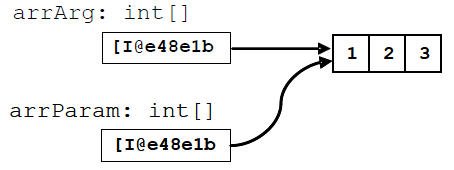 arrArg: int[]
[I@e48e1b
1 2 3
arrParam: int[]
[I@e48e1b